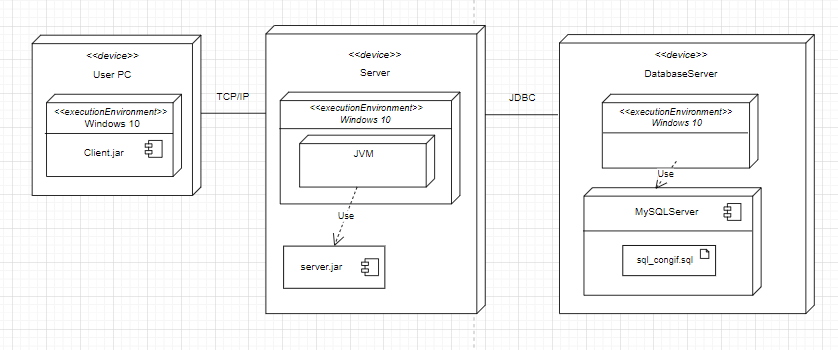 <<device>>
User PC
<<executionEnvironment>>
Windows 10
Client.jar
TCP/IP
<<device>>
Server
<<executionEnvironment>>
Windows 10
JVM
Use
server.jar
JDBC
<<device>>
DatabaseServer
<<executionEnvironment>>
Windows 10
Use
MySQLServer
sql_congif.sql